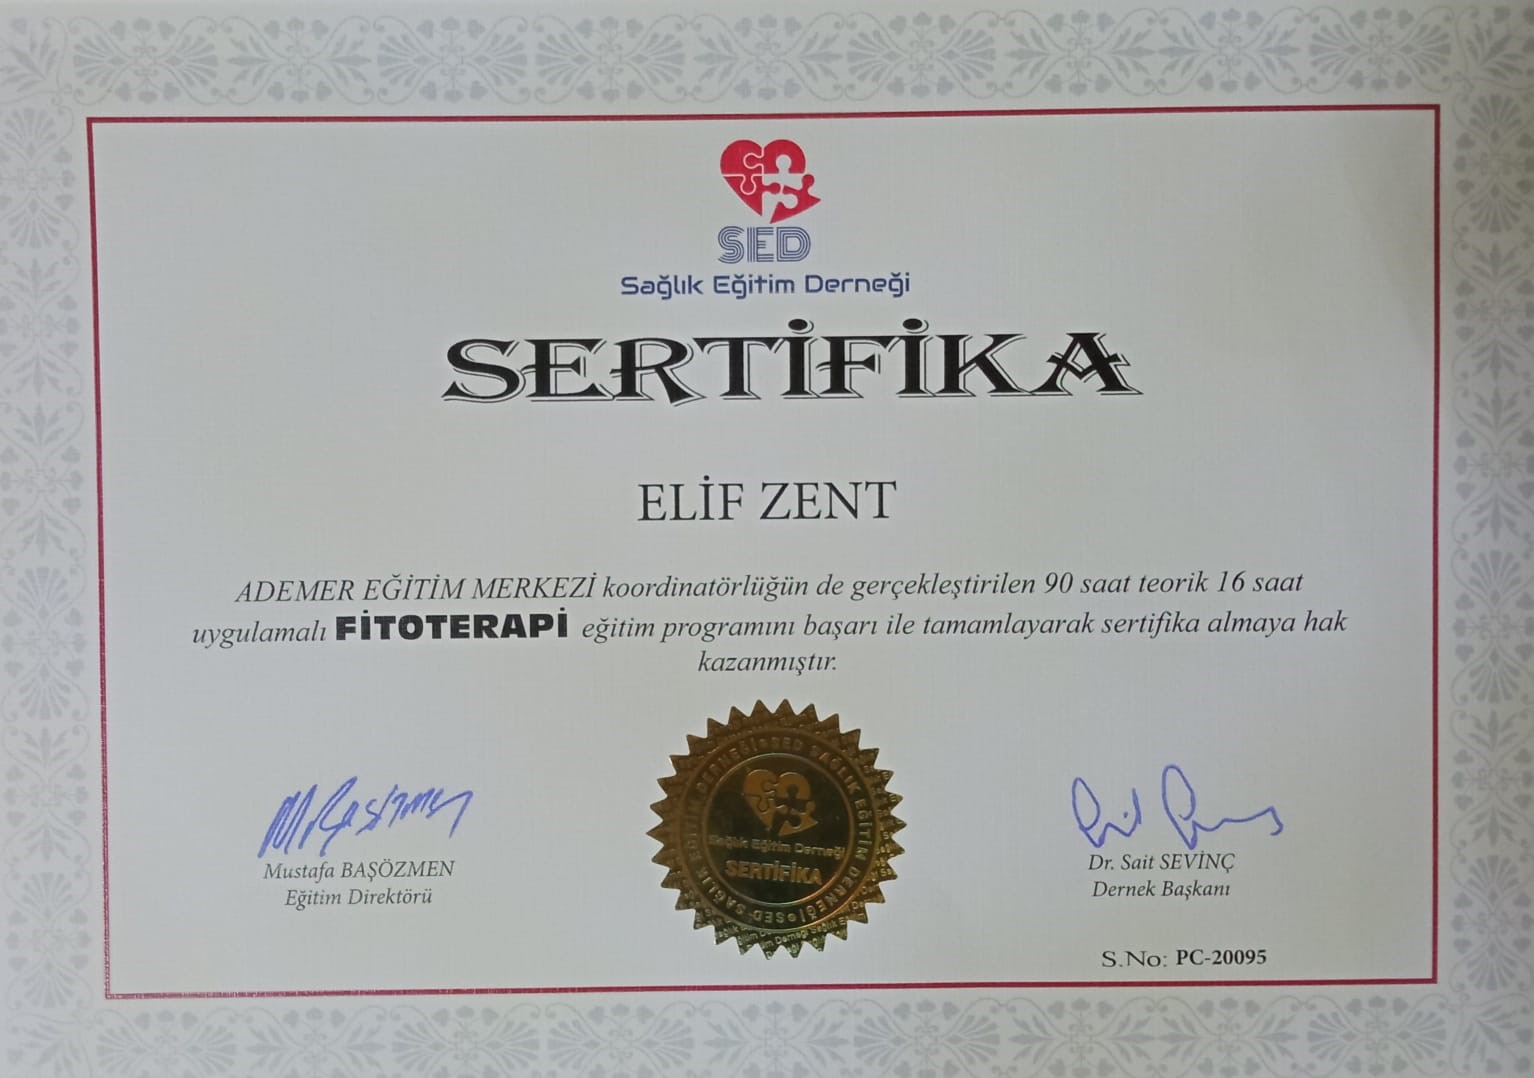 SED
Sağlık Eğitim Derneği
SERTİFİKA
ELİF ZENT
ADEMER EĞİTİM MERKEZİ koordinatörlüğün de gerçekleştirilen 90 saat teorik 16 saat
uygulamalı FİTOTERAPİ eğitim programını başarı ile tamamlayarak sertifika almaya hak
kazanmıştır.
Sağlık Eğitim Derneği
SERTİFİKA
Mustafa BAŞÖZMEN
Eğitim Direktörü
Dr. Sait SEVİNÇ
Dernek Başkanı
S.No: PC-20095